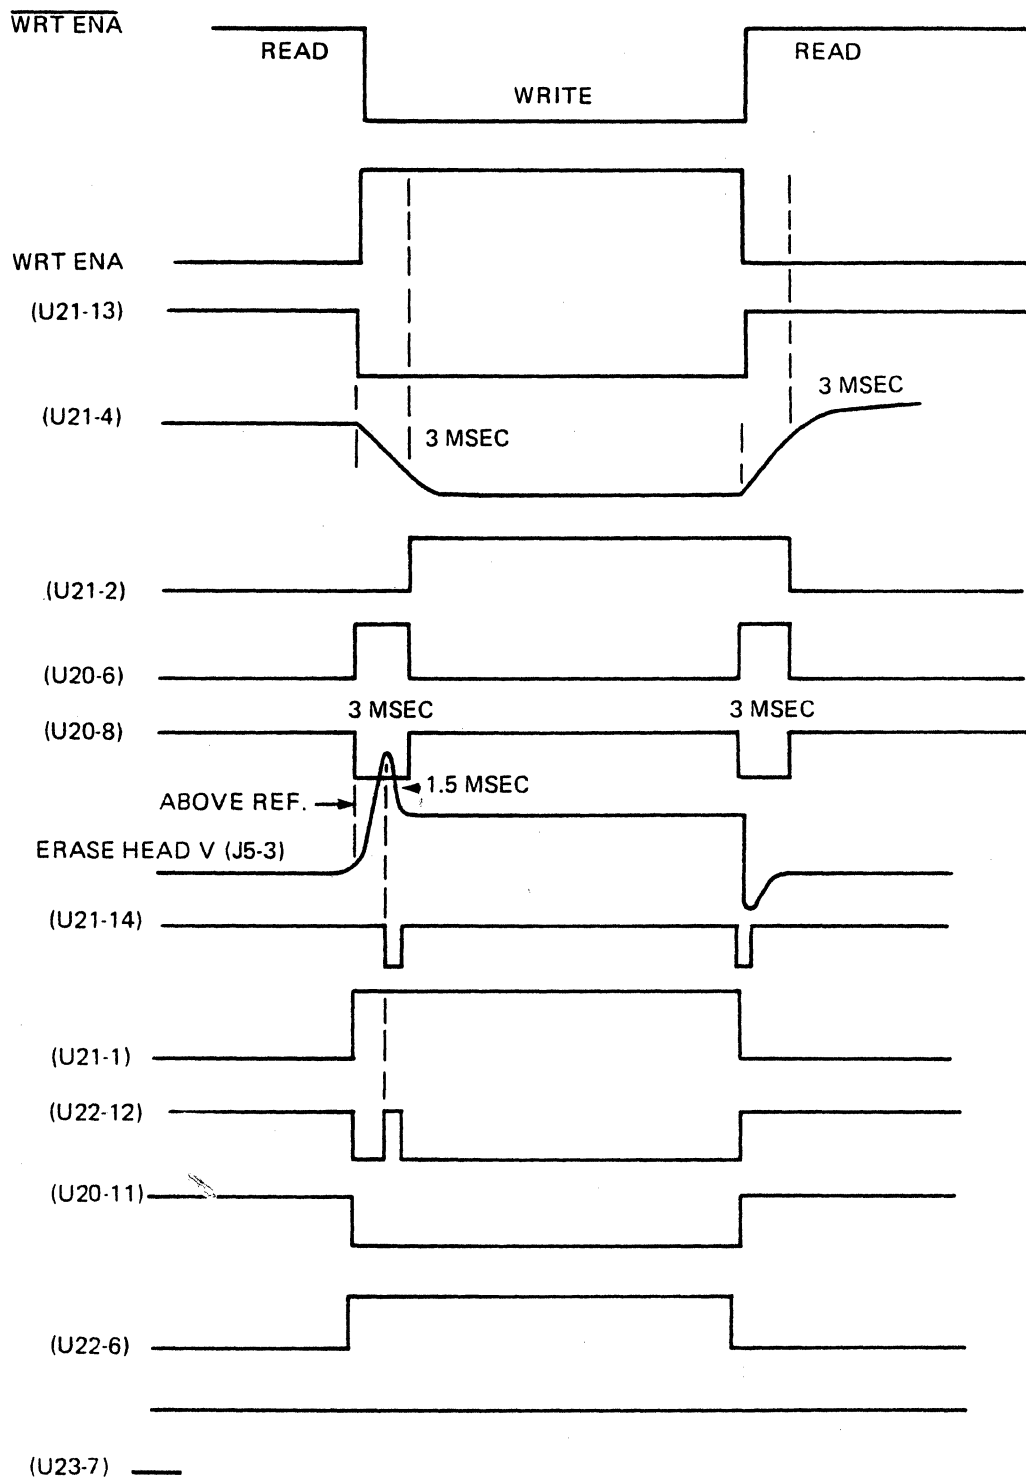 WRT ENA
READ
READ
WRITE
WRT ENA
(U21-13)
3 MSEC
(U21-4)
3 MSEC
(U21-2)
(U20-6)
3 MSEC
3 MSEC
(U20-8)
1.5 MSEC
ABOVE REF.
ERASE HEAD V (J5-3)
(U21-14)
(U21-1)
(U22-12)
(U20-11)
(U22-6)
(U23-7)